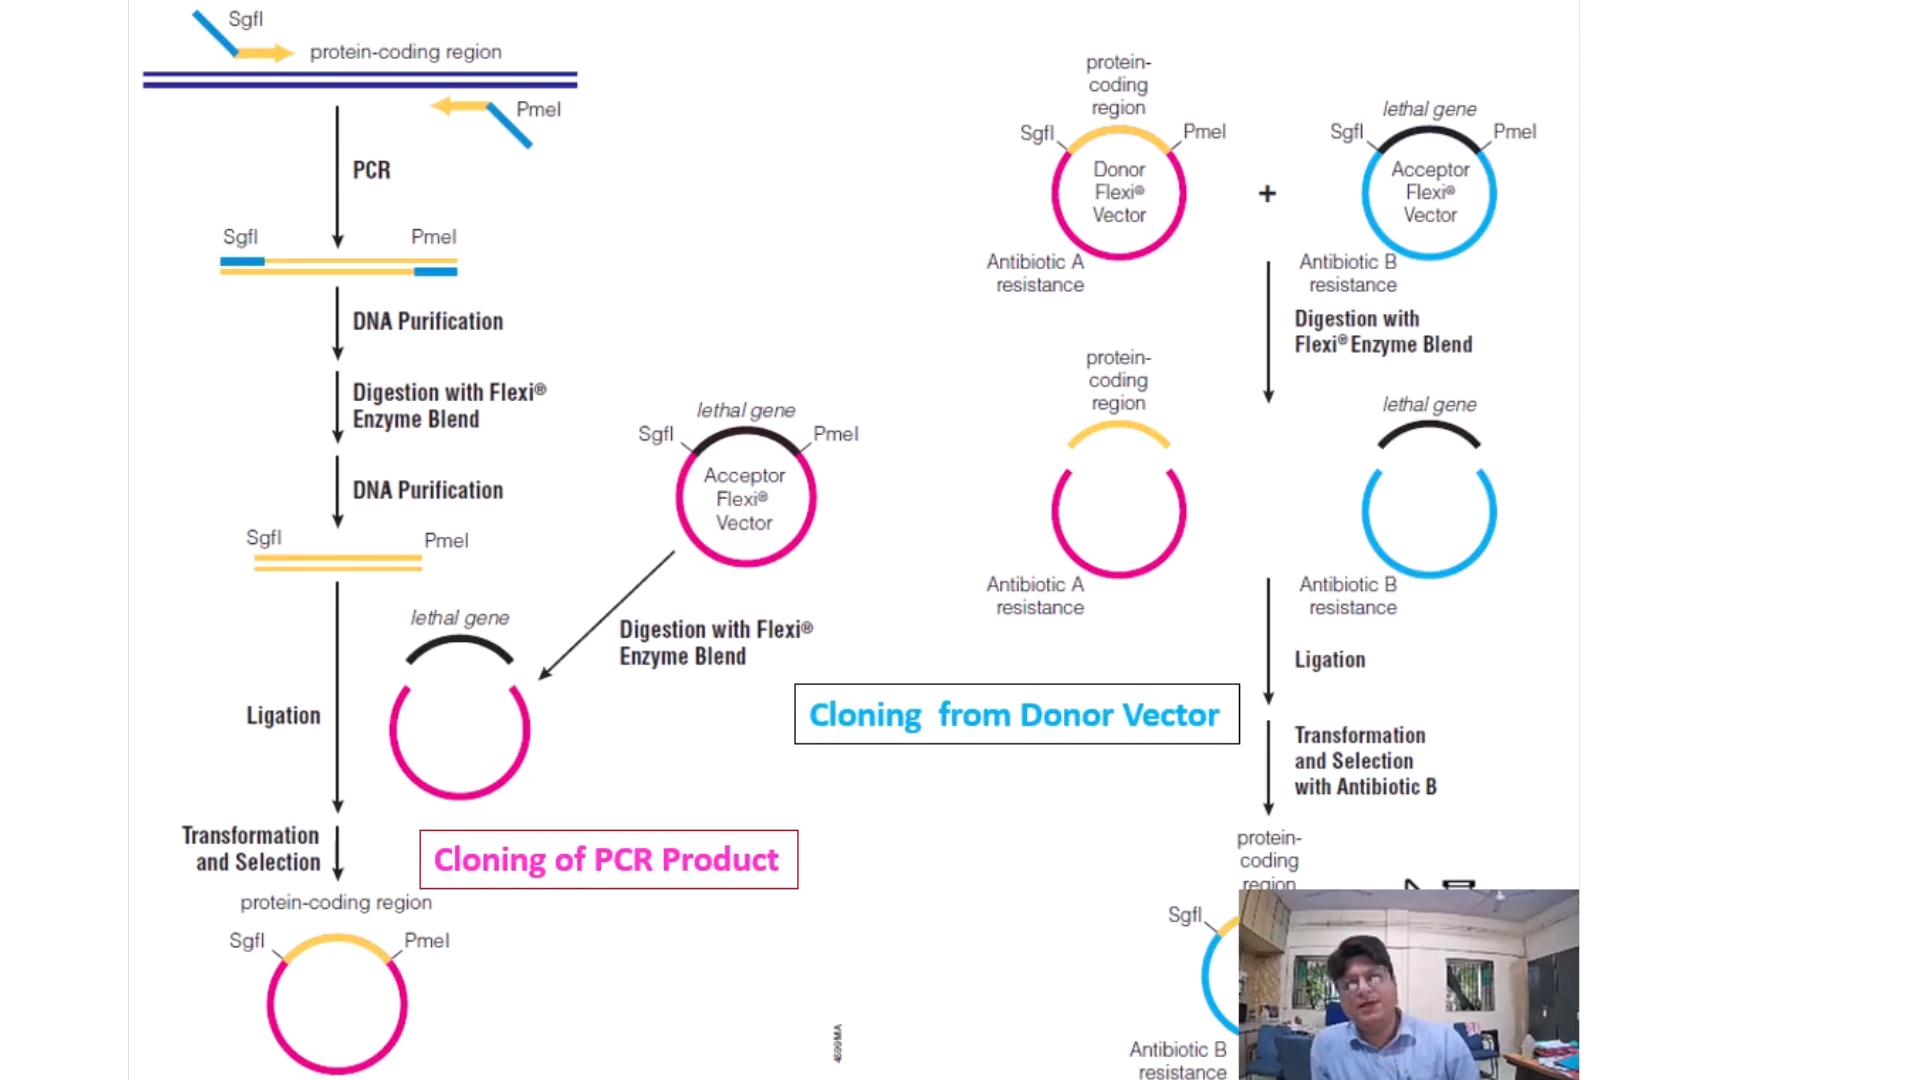 SgfI
protein-coding region
PmeI
PCR
SgfI
PmeI
DNA Purification
Digestion with Flexi®
Enzyme Blend
DNA Purification
SgfI
PmeI
lethal gene
SgfI
PmeI
Acceptor
Flexi®
Vector
Digestion with Flexi®
Enzyme Blend
lethal gene
Ligation
Transformation
and Selection
Cloning of PCR Product
protein-coding region
SgfI
PmeI
4699MA
protein-
coding
region
SgfI
PmeI
Donor
Flexi®
Vector
Antibiotic A
resistance
+
lethal gene
SgfI
PmeI
Acceptor
Flexi®
Vector
Antibiotic B
resistance
Digestion with
Flexi® Enzyme Blend
protein-
coding
region
lethal gene
Antibiotic A
resistance
Antibiotic B
resistance
Ligation
Cloning from Donor Vector
Transformation
and Selection
with Antibiotic B
protein-
coding
region
SgfI
Antibiotic B
resistance